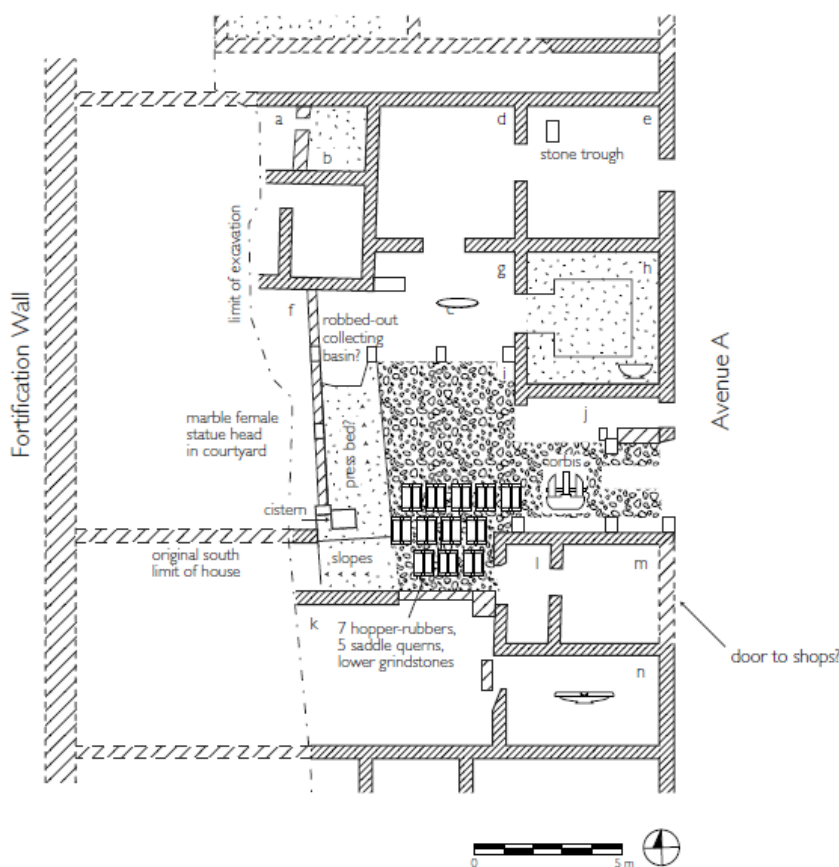 a
b
d
e
stone trough
Fortification Wall
limit of excavation
f
g
h
robbed-out
collecting
basin?
c
i
j
Avenue A
marble female
statue head
in courtyard
press bed?
orbis
cistern
original south
limit of house
slopes
l
m
k
7 hopper-rubbers,
5 saddle querns,
lower grindstones
door to shops?
n
0
5 m